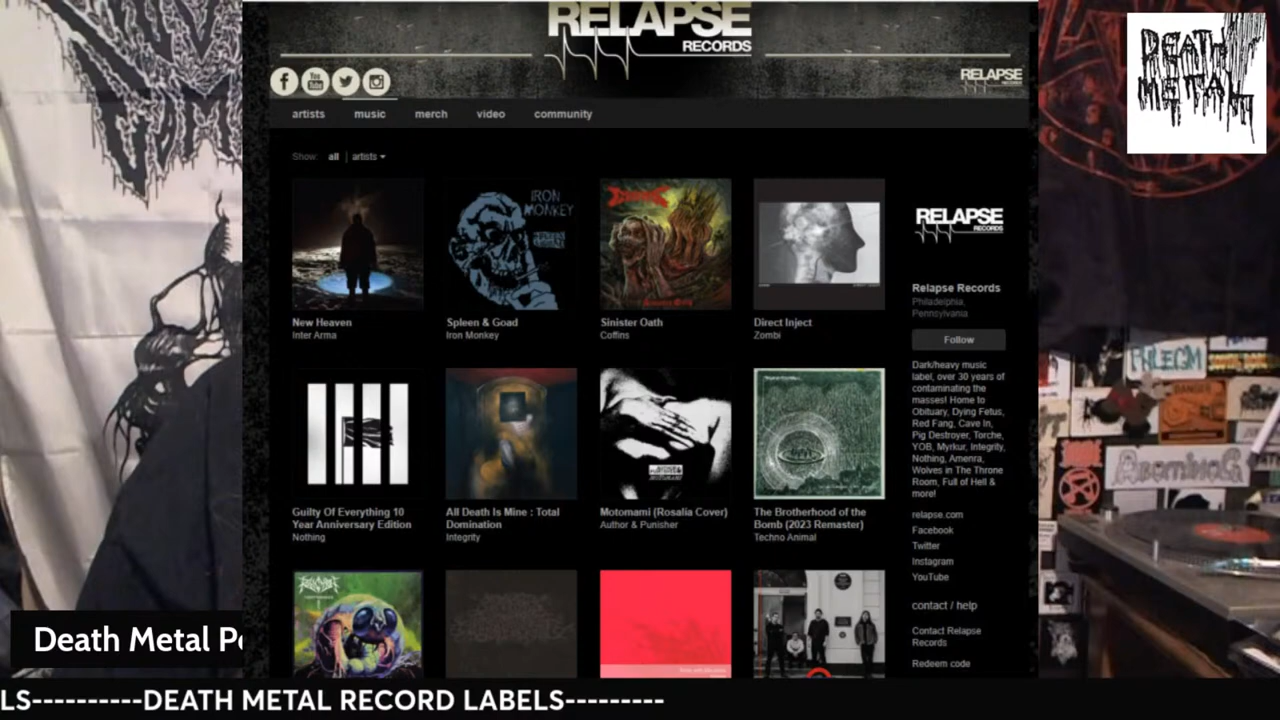 RELAPSE
RECORDS
RELAPSE
RECORDS
DEATH
METAL
artists
music
merch
video
community
Show: all | artists
IRON
MONKEY
New Heaven
Inter Arma
Spleen & Goad
Iron Monkey
Sinister Oath
Coffins
Direct Inject
Zombi
RELAPSE
RECORDS
Relapse Records
Philadelphia,
Pennsylvania
Follow
Dark/heavy music
label, over 30 years of
contaminating the
masses! Home to
Obituary, Dying Fetus,
Red Fang, Cave In,
Pig Destroyer, Torche,
YOB, Myrkur, Integrity,
Nothing, Amenra,
Wolves in The Throne
Room, Full of Hell &
more!
relapse.com
Facebook
Twitter
Instagram
YouTube
contact / help
Contact Relapse
Records
Redeem code
Guilty Of Everything 10
Year Anniversary Edition
Nothing
All Death Is Mine : Total
Domination
Integrity
Motomami (Rosalia Cover)
Author & Punisher
The Brotherhood of the
Bomb (2023 Remaster)
Techno Animal
PHLEGM
DANGER
Death Metal Po
LS----------DEATH METAL RECORD LABELS---------